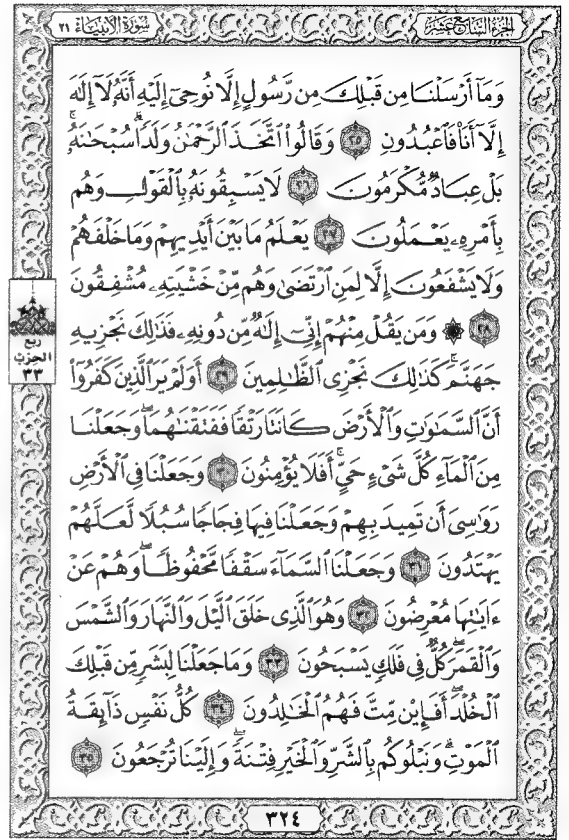 الجزء السابع عشر
سورة الأنبياء ٢١
وَمَآ أَرْسَلْنَا مِن قَبْلِكَ مِن رَّسُولٍ إِلَّا نُوحِىٓ إِلَيْهِ أَنَّهُۥ لَآ إِلَٰهَ
إِلَّآ أَنَا۠ فَٱعْبُدُونِ ٢٥ وَقَالُوا۟ ٱتَّخَذَ ٱلرَّحْمَٰنُ وَلَدًا ۗ سُبْحَٰنَهُۥ ۚ
بَلْ عِبَادٌ مُّكْرَمُونَ ٢٦ لَا يَسْبِقُونَهُۥ بِٱلْقَوْلِ وَهُم
بِأَمْرِهِۦ يَعْمَلُونَ ٢٧ يَعْلَمُ مَا بَيْنَ أَيْدِيهِمْ وَمَا خَلْفَهُمْ
وَلَا يَشْفَعُونَ إِلَّا لِمَنِ ٱرْتَضَىٰ وَهُم مِّنْ خَشْيَتِهِۦ مُشْفِقُونَ
٢٨ ۞ وَمَن يَقُلْ مِنْهُمْ إِنِّىٓ إِلَٰهٌ مِّن دُونِهِۦ فَذَٰلِكَ نَجْزِيهِ
جَهَنَّمَ ۚ كَذَٰلِكَ نَجْزِى ٱلظَّٰلِمِينَ ٢٩ أَوَلَمْ يَرَ ٱلَّذِينَ كَفَرُوٓا۟
أَنَّ ٱلسَّمَٰوَٰتِ وَٱلْأَرْضَ كَانَتَا رَتْقًا فَفَتَقْنَٰهُمَا ۖ وَجَعَلْنَا
مِنَ ٱلْمَآءِ كُلَّ شَىْءٍ حَىٍّ ۖ أَفَلَا يُؤْمِنُونَ ٣٠ وَجَعَلْنَا فِى ٱلْأَرْضِ
رَوَٰسِىَ أَن تَمِيدَ بِهِمْ وَجَعَلْنَا فِيهَا فِجَاجًا سُبُلًا لَّعَلَّهُمْ
يَهْتَدُونَ ٣١ وَجَعَلْنَا ٱلسَّمَآءَ سَقْفًا مَّحْفُوظًا ۖ وَهُمْ عَنْ
ءَايَٰتِهَا مُعْرِضُونَ ٣٢ وَهُوَ ٱلَّذِى خَلَقَ ٱلَّيْلَ وَٱلنَّهَارَ وَٱلشَّمْسَ
وَٱلْقَمَرَ ۖ كُلٌّ فِى فَلَكٍ يَسْبَحُونَ ٣٣ وَمَا جَعَلْنَا لِبَشَرٍ مِّن قَبْلِكَ
ٱلْخُلْدَ ۖ أَفَإِي۟ن مِّتَّ فَهُمُ ٱلْخَٰلِدُونَ ٣٤ كُلُّ نَفْسٍ ذَآئِقَةُ
ٱلْمَوْتِ ۗ وَنَبْلُوكُم بِٱلشَّرِّ وَٱلْخَيْرِ فِتْنَةً ۖ وَإِلَيْنَا تُرْجَعُونَ ٣٥
ربع
الحزب
٣٣
٣٢٤